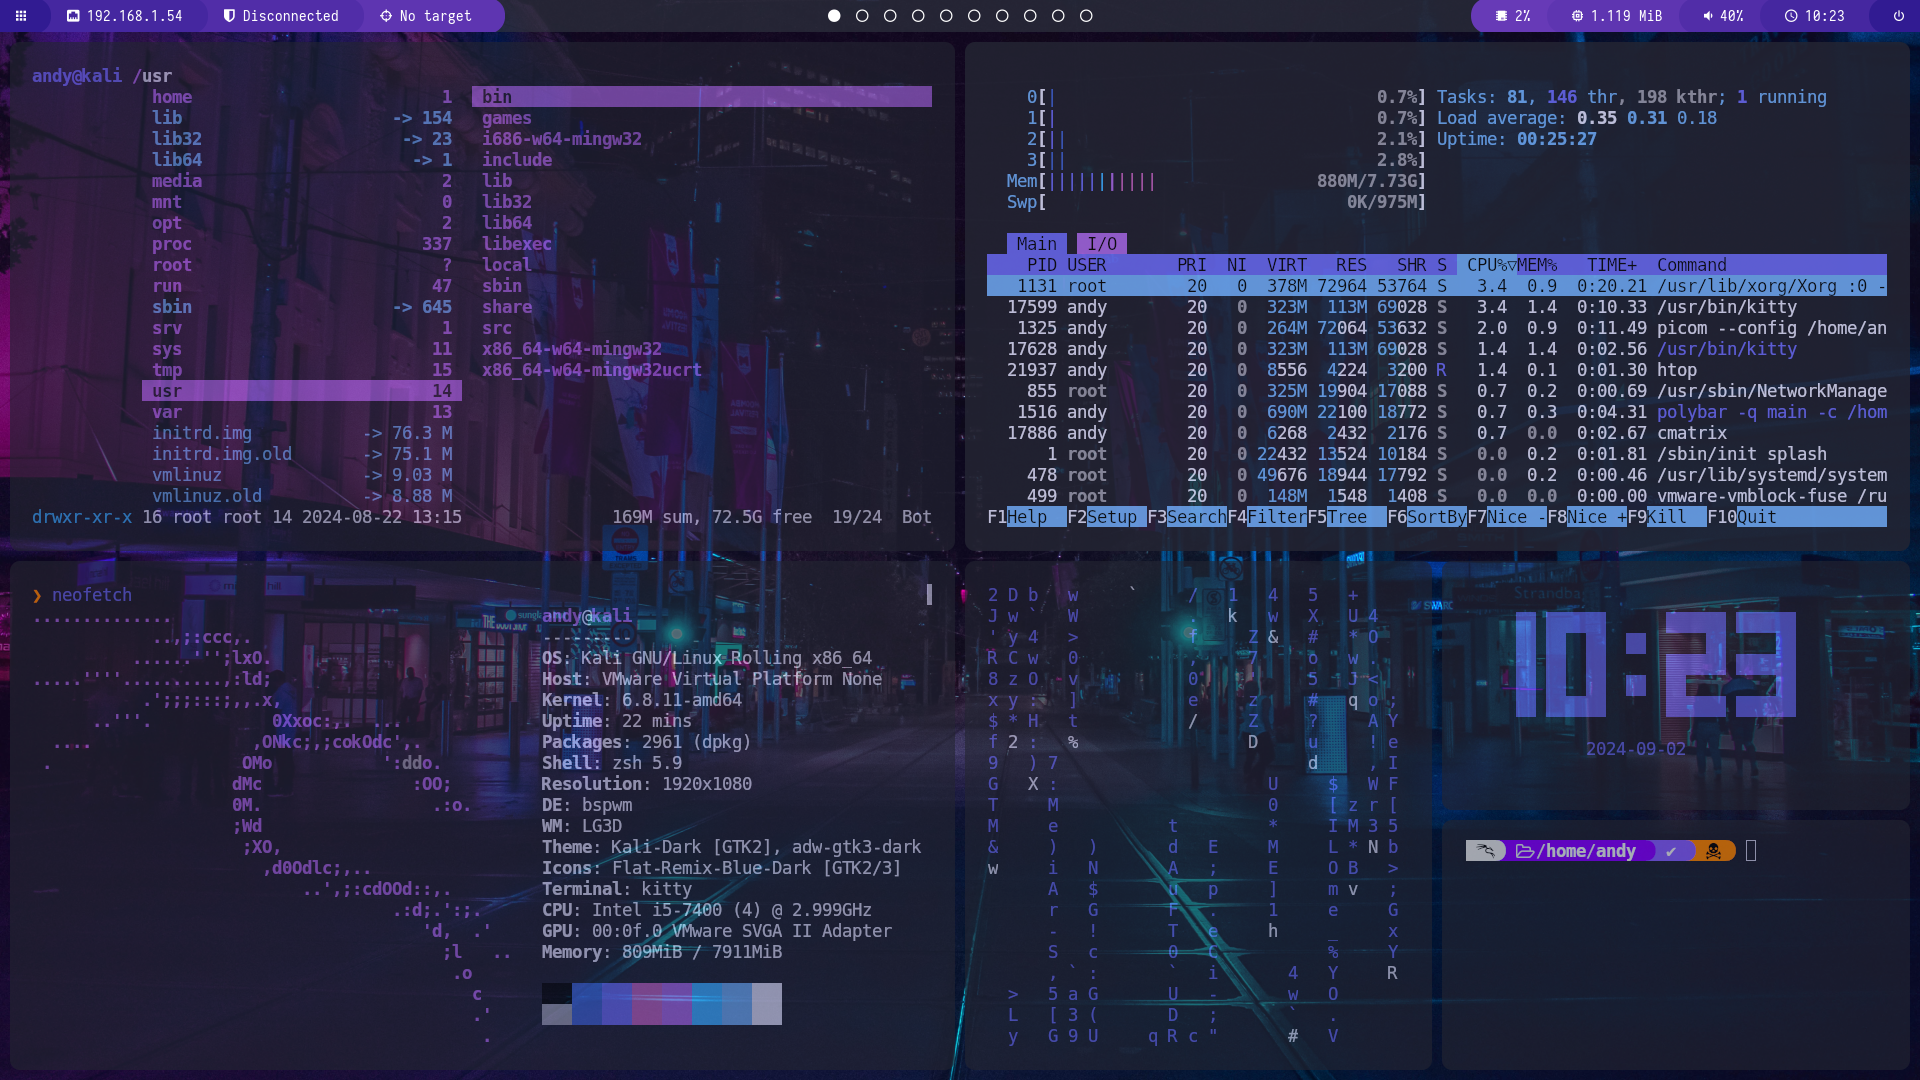 192.168.1.54 Disconnected No target 2% 1.119 MiB 40% 10:23
andy@kali /usr
home 1 bin
lib -> 154 games
lib32 -> 23 i686-w64-mingw32
lib64 -> 1 include
media 2 lib
mnt 0 lib32
opt 2 lib64
proc 337 libexec
root ? local
run 47 sbin
sbin -> 645 share
srv 1 src
sys 11 x86_64-w64-mingw32
tmp 15 x86_64-w64-mingw32ucrt
usr 14
var 13
initrd.img -> 76.3 M
initrd.img.old -> 75.1 M
vmlinuz -> 9.03 M
vmlinuz.old -> 8.88 M
drwxr-xr-x 16 root root 14 2024-08-22 13:15 169M sum, 72.5G free 19/24 Bot
0[| 0.7%] Tasks: 81, 146 thr, 198 kthr; 1 running
1[| 0.7%] Load average: 0.35 0.31 0.18
2[|| 2.1%] Uptime: 00:25:27
3[|| 2.8%]
Mem[||||||||||| 880M/7.73G]
Swp[ 0K/975M]
Main I/O
PID USER PRI NI VIRT RES SHR S CPU%▽MEM% TIME+ Command
1131 root 20 0 378M 72964 53764 S 3.4 0.9 0:20.21 /usr/lib/xorg/Xorg :0 -
17599 andy 20 0 323M 113M 69028 S 3.4 1.4 0:10.33 /usr/bin/kitty
1325 andy 20 0 264M 72064 53632 S 2.0 0.9 0:11.49 picom --config /home/an
17628 andy 20 0 323M 113M 69028 S 1.4 1.4 0:02.56 /usr/bin/kitty
21937 andy 20 0 8556 4224 3200 R 1.4 0.1 0:01.30 htop
855 root 20 0 325M 19904 17088 S 0.7 0.2 0:00.69 /usr/sbin/NetworkManage
1516 andy 20 0 690M 22100 18772 S 0.7 0.3 0:04.31 polybar -q main -c /hom
17886 andy 20 0 6268 2432 2176 S 0.7 0.0 0:02.67 cmatrix
1 root 20 0 22432 13524 10184 S 0.0 0.2 0:01.81 /sbin/init splash
478 root 20 0 49676 18944 17792 S 0.0 0.2 0:00.46 /usr/lib/systemd/system
499 root 20 0 148M 1548 1408 S 0.0 0.0 0:00.00 vmware-vmblock-fuse /ru
F1Help F2Setup F3SearchF4FilterF5Tree F6SortByF7Nice -F8Nice +F9Kill F10Quit
❯ neofetch
andy@kali
---------
OS: Kali GNU/Linux Rolling x86_64
Host: VMware Virtual Platform None
Kernel: 6.8.11-amd64
Uptime: 22 mins
Packages: 2961 (dpkg)
Shell: zsh 5.9
Resolution: 1920x1080
DE: bspwm
WM: LG3D
Theme: Kali-Dark [GTK2], adw-gtk3-dark
Icons: Flat-Remix-Blue-Dark [GTK2/3]
Terminal: kitty
CPU: Intel i5-7400 (4) @ 2.999GHz
GPU: 00:0f.0 VMware SVGA II Adapter
Memory: 809MiB / 7911MiB
10:23
2024-09-02
/home/andy ✔